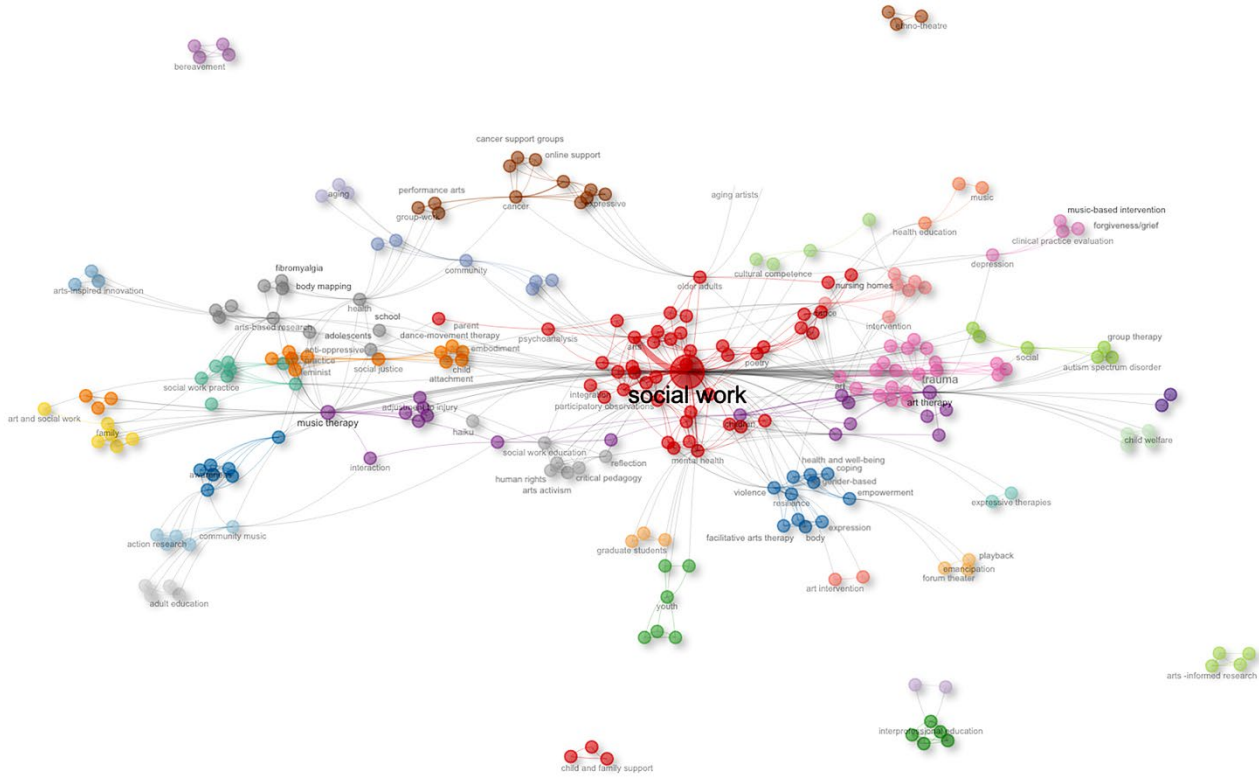 ethno-theatre
bereavement
cancer support groups
online support
performance arts
aging
cancer
expressive
group-work
aging artists
music
music-based intervention
forgiveness/grief
health education
clinical practice evaluation
depression
community
cultural competence
fibromyalgia
body mapping
older adults
nursing homes
arts-inspired innovation
health
school
parent
arts-based research
intervention
adolescents
dance-movement therapy
psychoanalysis
group therapy
anti-oppressive
practice
embodiment
social justice
child
poetry
social
autism spectrum disorder
feminist
attachment
social work practice
trauma
art
integration
social work
participatory observations
art therapy
adjustment to injury
art and social work
music therapy
haiku
children
family
child welfare
social work education
reflection
mental health
interaction
human rights
critical pedagogy
arts activism
health and well-being
coping
gender-based
violence
empowerment
resilience
expressive therapies
expression
facilitative arts therapy
body
community music
action research
graduate students
playback
emancipation
forum theater
art intervention
adult education
youth
arts -informed research
interprofessional education
child and family support